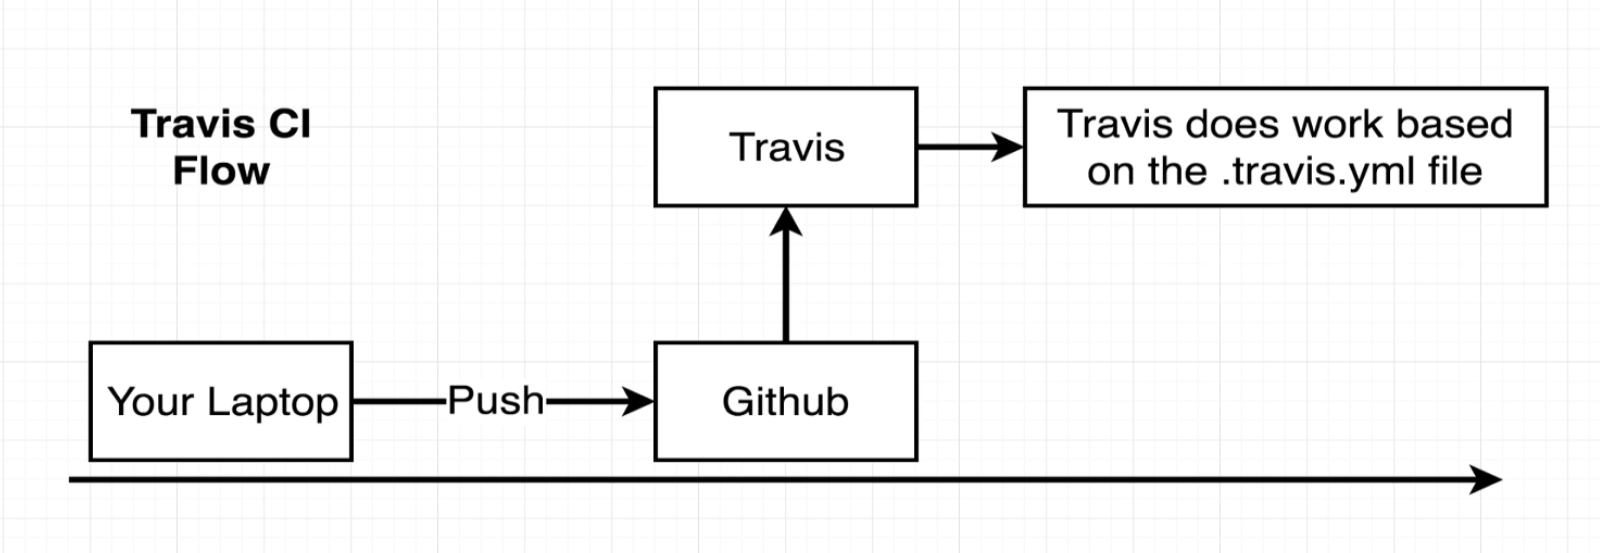 Travis CI
Flow
Travis
Travis does work based
on the .travis.yml file
Your Laptop
Push
Github